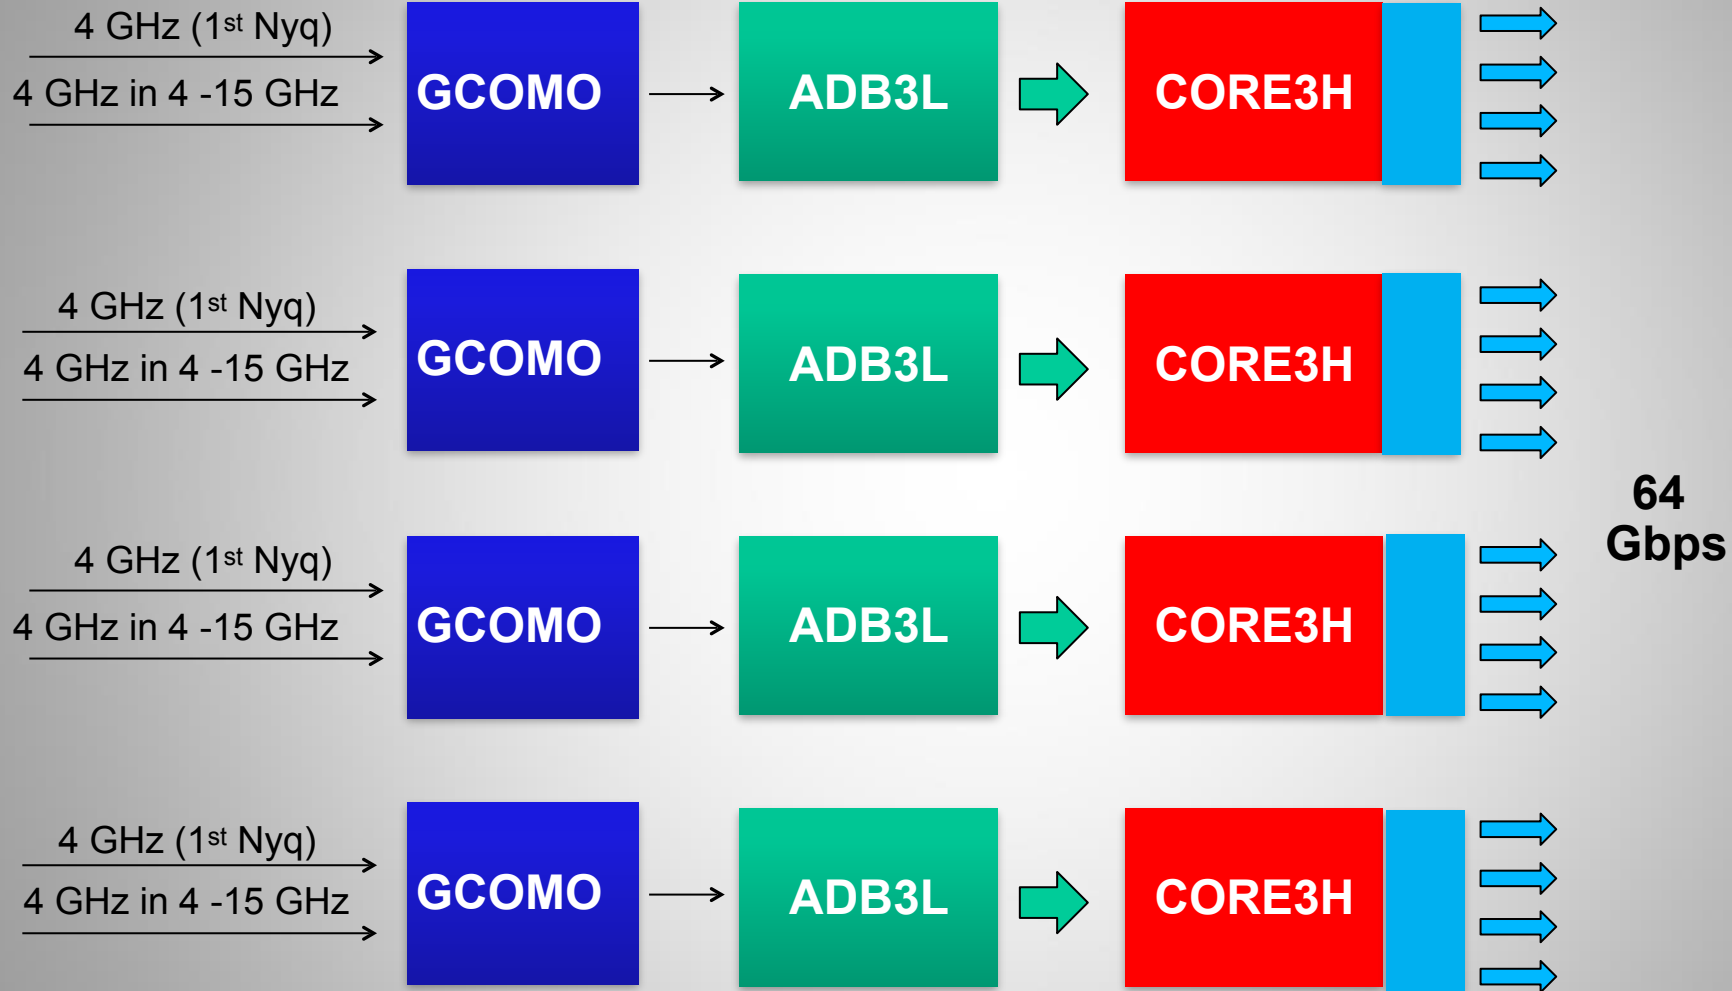 4 GHz (1st Nyq)
4 GHz in 4 -15 GHz
GCOMO
ADB3L
CORE3H
4 GHz (1st Nyq)
4 GHz in 4 -15 GHz
GCOMO
ADB3L
CORE3H
64
Gbps
4 GHz (1st Nyq)
4 GHz in 4 -15 GHz
GCOMO
ADB3L
CORE3H
4 GHz (1st Nyq)
4 GHz in 4 -15 GHz
GCOMO
ADB3L
CORE3H